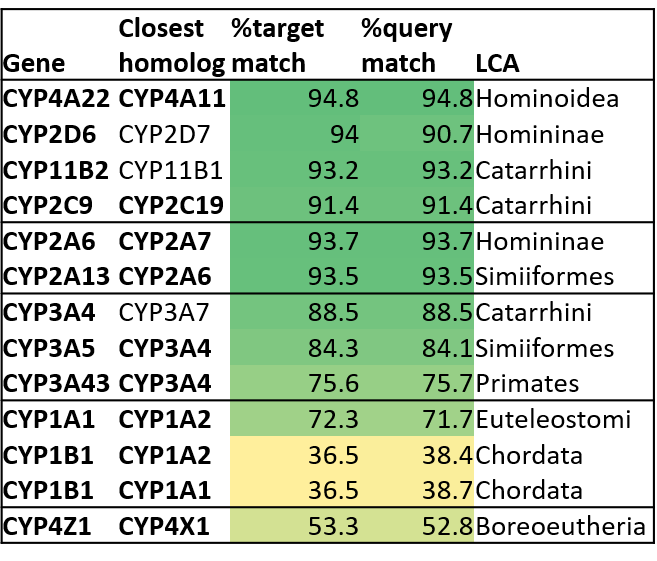 Gene Closest homolog %target match %query match LCA
CYP4A22 CYP4A11 94.8 94.8 Hominoidea
CYP2D6 CYP2D7 94 90.7 Homininae
CYP11B2 CYP11B1 93.2 93.2 Catarrhini
CYP2C9 CYP2C19 91.4 91.4 Catarrhini
CYP2A6 CYP2A7 93.7 93.7 Homininae
CYP2A13 CYP2A6 93.5 93.5 Simiiformes
CYP3A4 CYP3A7 88.5 88.5 Catarrhini
CYP3A5 CYP3A4 84.3 84.1 Simiiformes
CYP3A43 CYP3A4 75.6 75.7 Primates
CYP1A1 CYP1A2 72.3 71.7 Euteleostomi
CYP1B1 CYP1A2 36.5 38.4 Chordata
CYP1B1 CYP1A1 36.5 38.7 Chordata
CYP4Z1 CYP4X1 53.3 52.8 Boreoeutheria